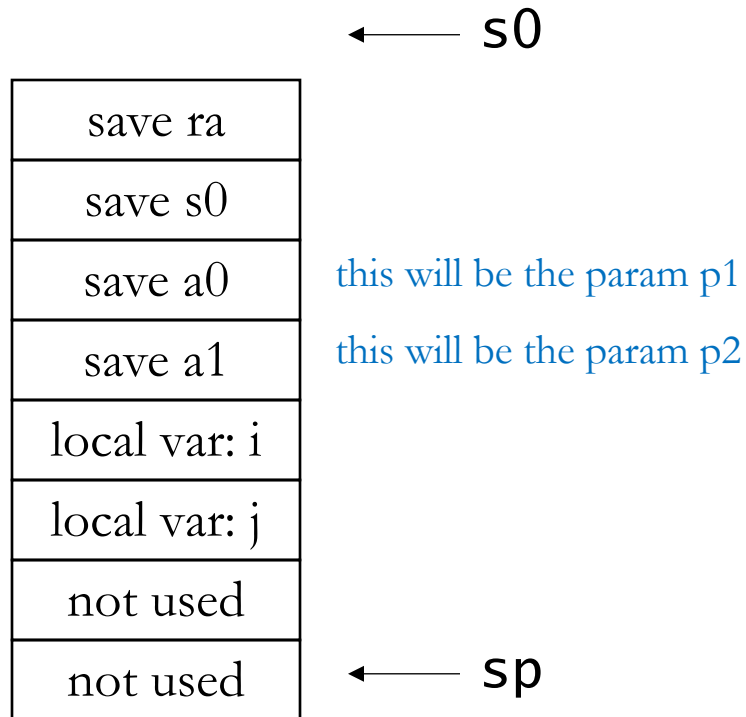 s0
save ra
save s0
save a0 this will be the param p1
save a1 this will be the param p2
local var: i
local var: j
not used
not used sp